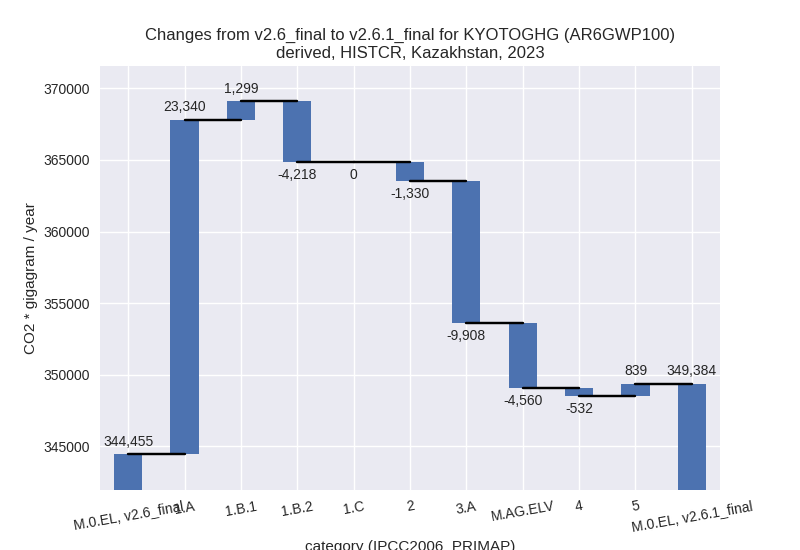 Changes from v2.6_final to v2.6.1_final for KYOTOGHG (AR6GWP100)
derived, HISTCR, Kazakhstan, 2023
CO2 * gigagram / year
370000
365000
360000
355000
350000
345000
344,455
23,340
1,299
-4,218
0
-1,330
-9,908
-4,560
-532
839
349,384
M.0.EL, v2.6_final
1.A
1.B.1
1.B.2
1.C
2
3.A
M.AG.ELV
4
5
M.0.EL, v2.6.1_final
category (IPCC2006_PRIMAP)